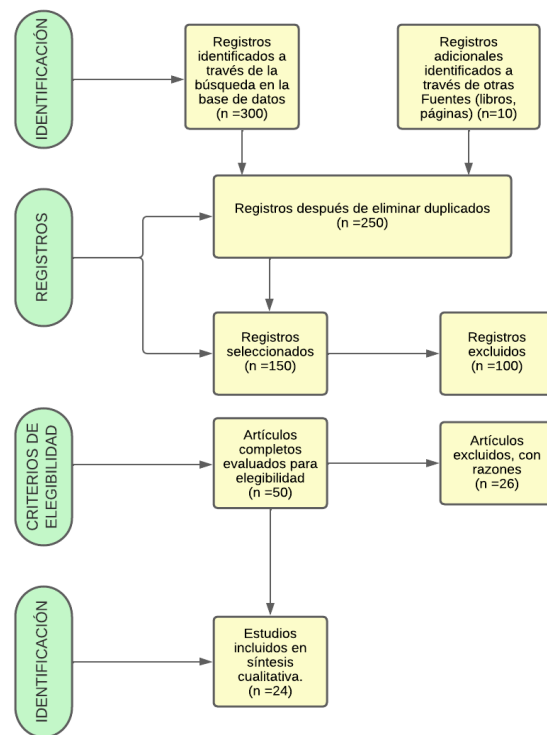 IDENTIFICACIÓN
Registros
identificados a
través de la
búsqueda en la
base de datos
(n =300)
Registros
adicionales
identificados a
través de otras
Fuentes (libros,
páginas) (n=10)
REGISTROS
Registros después de eliminar duplicados
(n =250)
Registros
seleccionados
(n =150)
Registros
excluidos
(n =100)
CRITERIOS DE
ELEGIBILIDAD
Artículos
completos
evaluados para
elegibilidad
(n =50)
Artículos
excluidos, con
razones
(n =26)
IDENTIFICACIÓN
Estudios
incluidos en
síntesis
cualitativa.
(n =24)